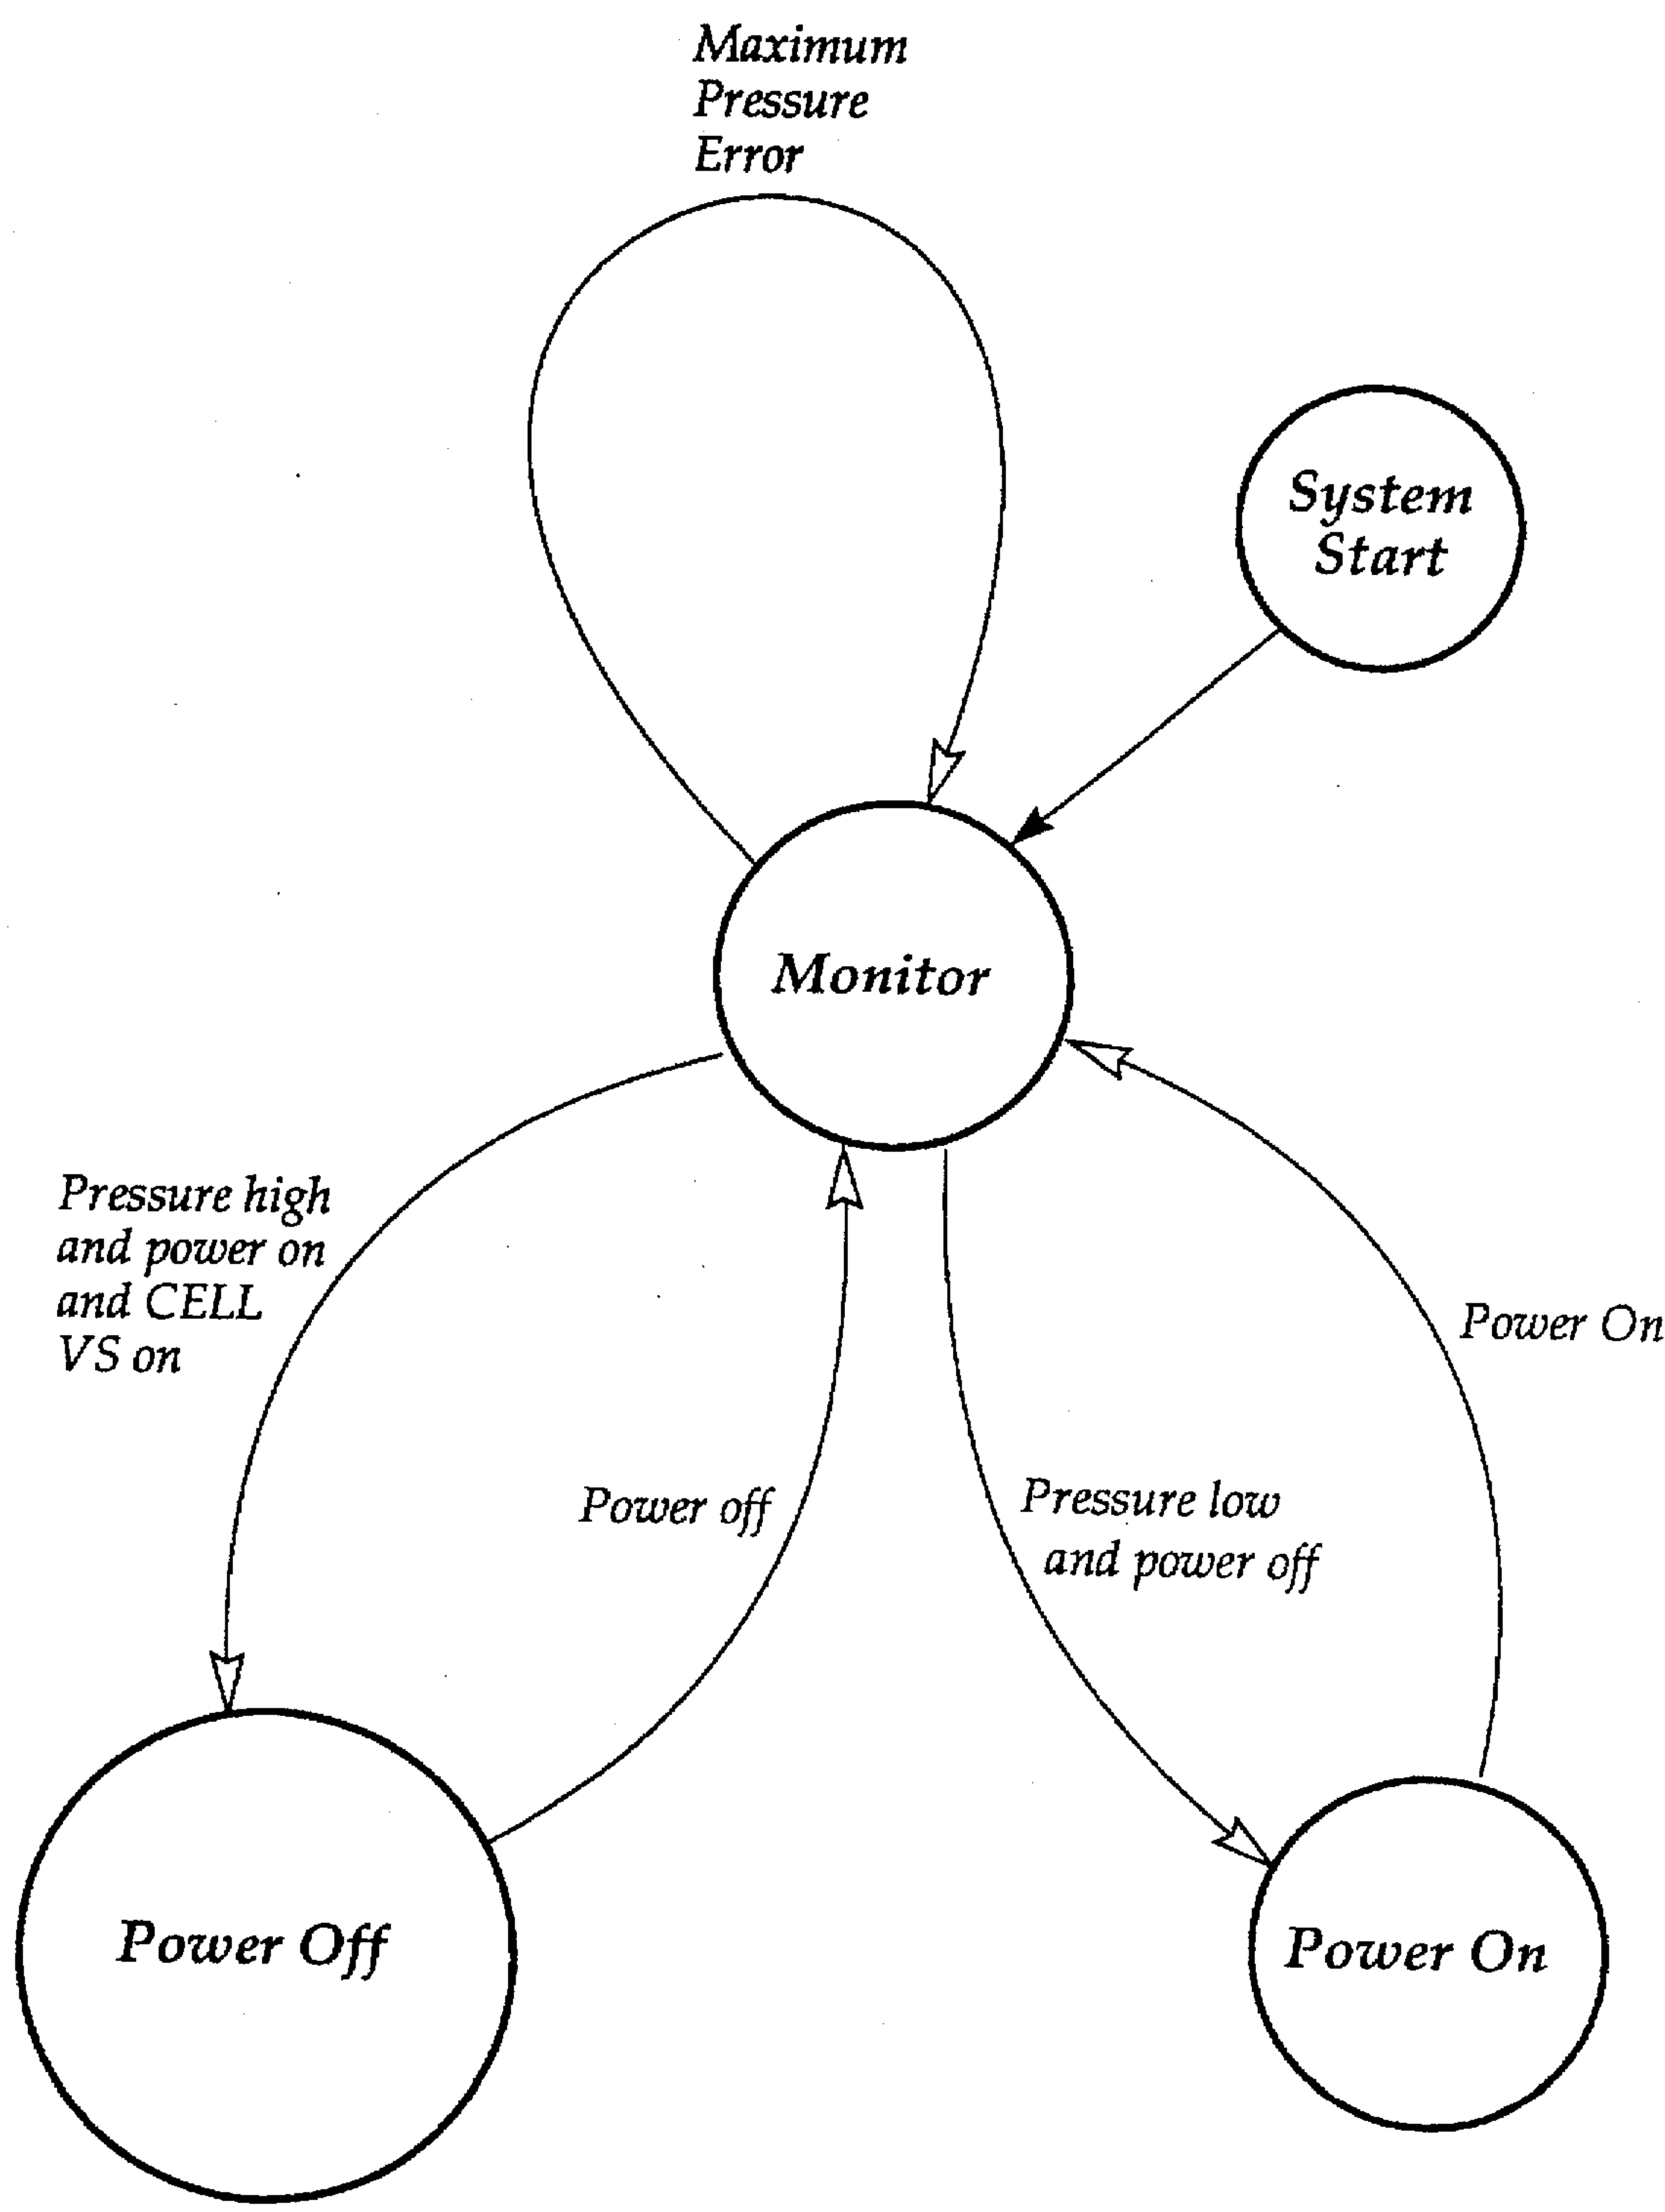 Maximum
Pressure
Error
System
Start
Monitor
Pressure high
and power on
and CELL
VS on
Power On
Power off
Pressure low
and power off
Power Off
Power On